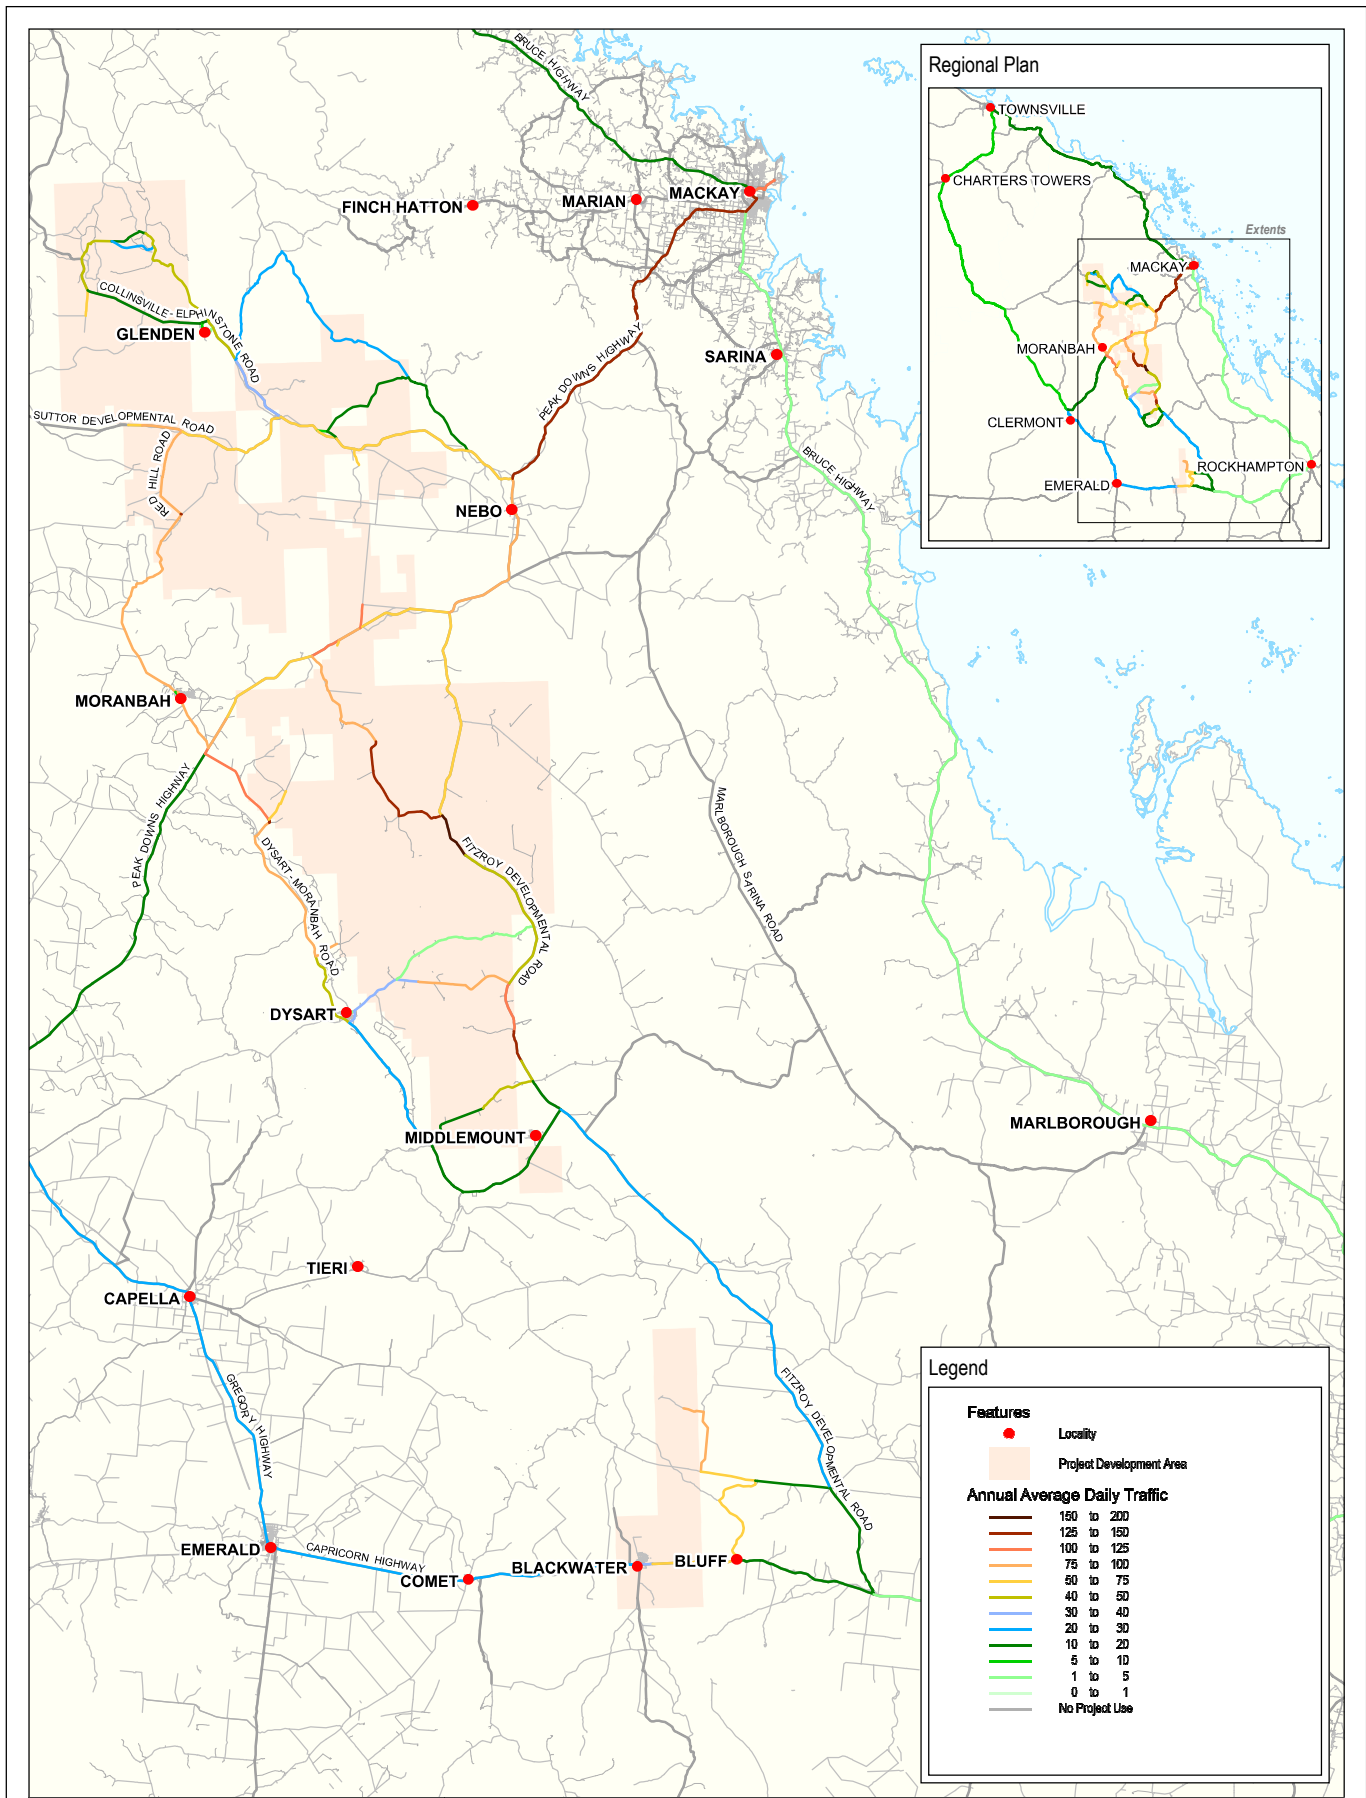 BRUCE HIGHWAY
Regional Plan
TOWNSVILLE
CHARTERS TOWERS
Extents
MACKAY
MORANBAH
CLERMONT
ROCKHAMPTON
EMERALD
FINCH HATTON
MARIAN
MACKAY
COLLINSVILLE - ELPHINSTONE ROAD
GLENDEN
PEAK DOWNS HIGHWAY
SARINA
SUTTOR DEVELOPMENTAL ROAD
RED HILL ROAD
BRUCE HIGHWAY
NEBO
MORANBAH
PEAK DOWNS HIGHWAY
DYSART - MORANBAH ROAD
FITZROY DEVELOPMENTAL ROAD
MARLBOROUGH SARINA ROAD
DYSART
MIDDLEMOUNT
MARLBOROUGH
TIERI
CAPELLA
GREGORY HIGHWAY
FITZROY DEVELOPMENTAL ROAD
EMERALD
CAPRICORN HIGHWAY
COMET
BLACKWATER
BLUFF
Legend
Features
Locality
Project Development Area
Annual Average Daily Traffic
150 to 200
125 to 150
100 to 125
75 to 100
50 to 75
40 to 50
30 to 40
20 to 30
10 to 20
5 to 10
1 to 5
0 to 1
No Project Use